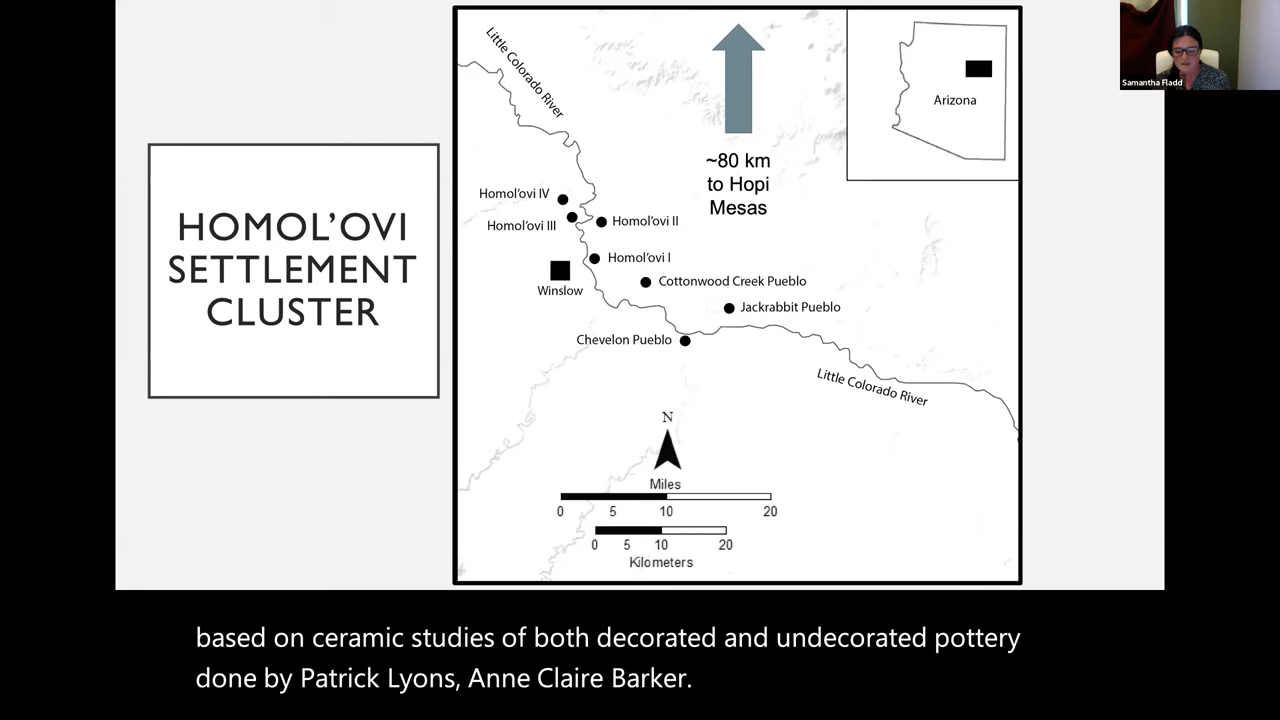 HOMOL’OVI
SETTLEMENT
CLUSTER
Little Colorado River
~80 km
to Hopi
Mesas
Arizona
Homol’ovi IV
Homol’ovi III
Homol’ovi II
Homol’ovi I
Winslow
Cottonwood Creek Pueblo
Jackrabbit Pueblo
Chevelon Pueblo
Little Colorado River
N
Miles
0 5 10 20
0 5 10 20
Kilometers
Samantha Fladd
based on ceramic studies of both decorated and undecorated pottery
done by Patrick Lyons, Anne Claire Barker.